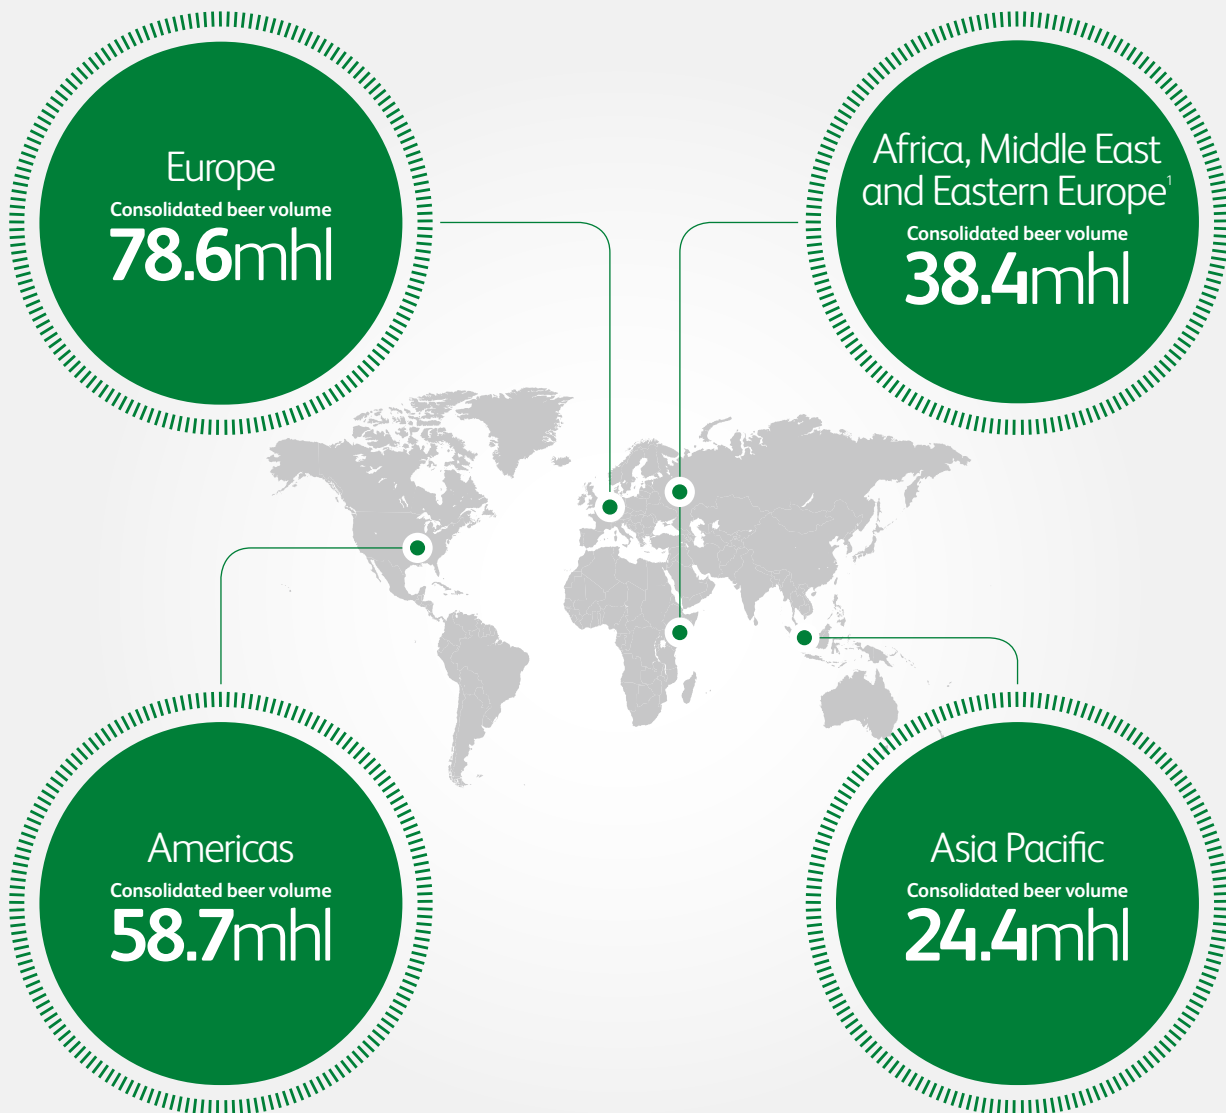 Europe
Consolidated beer volume
78.6mhl
Africa, Middle East
and Eastern Europe¹
Consolidated beer volume
38.4mhl
Americas
Consolidated beer volume
58.7mhl
Asia Pacific
Consolidated beer volume
24.4mhl